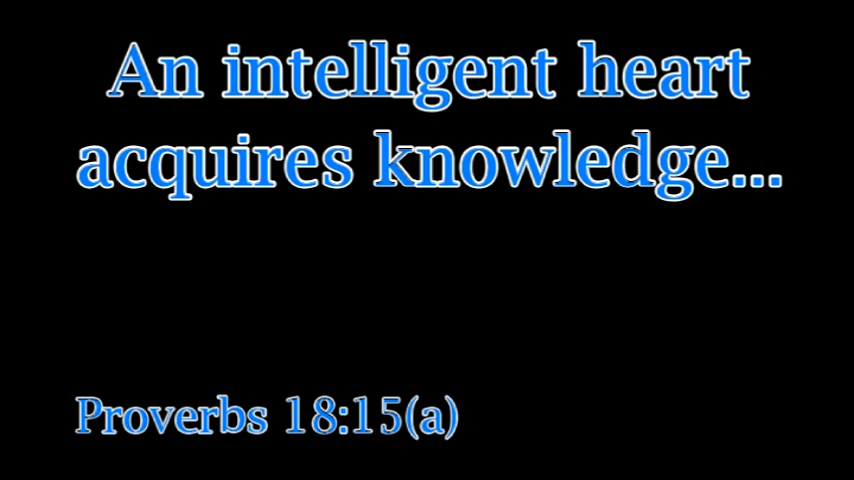 An intelligent heart
acquires knowledge...
Proverbs 18:15(a)